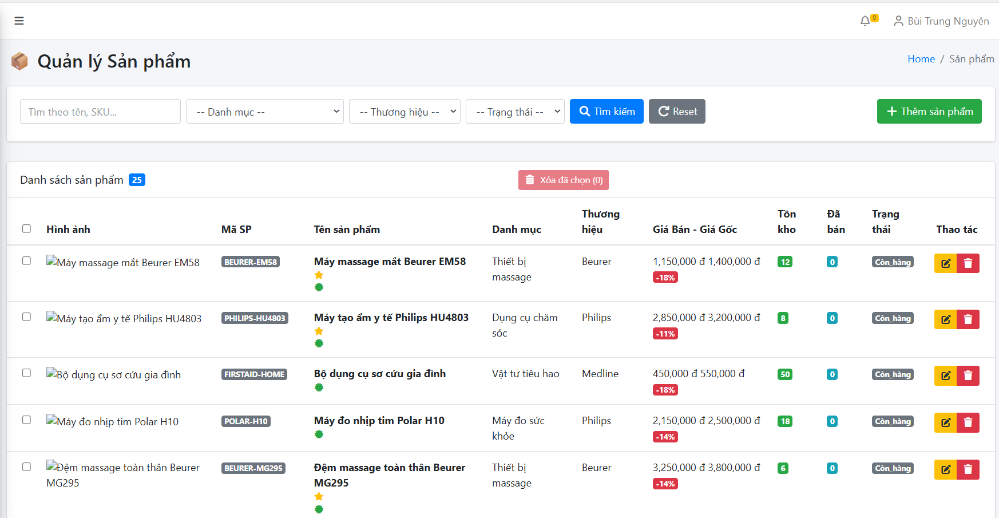 0
Bùi Trung Nguyên
Quản lý Sản phẩm
Home / Sản phẩm
Tìm theo tên, SKU...
-- Danh mục --
-- Thương hiệu --
-- Trạng thái --
Tìm kiếm
Reset
Thêm sản phẩm
Danh sách sản phẩm 25
Xóa đã chọn (0)
Hình ảnh
Mã SP
Tên sản phẩm
Danh mục
Thương
hiệu
Giá Bán - Giá Gốc
Tồn
kho
Đã
bán
Trạng
thái
Thao tác
Máy massage mắt Beurer EM58
BEURER-EM58
Máy massage mắt Beurer EM58
Thiết bị
massage
Beurer
1,150,000 đ 1,400,000 đ
-18%
12
0
Còn_hàng
Máy tạo ẩm y tế Philips HU4803
PHILIPS-HU4803
Máy tạo ẩm y tế Philips HU4803
Dụng cụ chăm
sóc
Philips
2,850,000 đ 3,200,000 đ
-11%
8
0
Còn_hàng
Bộ dụng cụ sơ cứu gia đình
FIRSTAID-HOME
Bộ dụng cụ sơ cứu gia đình
Vật tư tiêu hao
Medline
450,000 đ 550,000 đ
-18%
50
0
Còn_hàng
Máy đo nhịp tim Polar H10
POLAR-H10
Máy đo nhịp tim Polar H10
Máy đo sức
khỏe
Philips
2,150,000 đ 2,500,000 đ
-14%
18
0
Còn_hàng
Đệm massage toàn thân Beurer
MG295
BEURER-MG295
Đệm massage toàn thân Beurer
MG295
Thiết bị
massage
Beurer
3,250,000 đ 3,800,000 đ
-14%
6
0
Còn_hàng